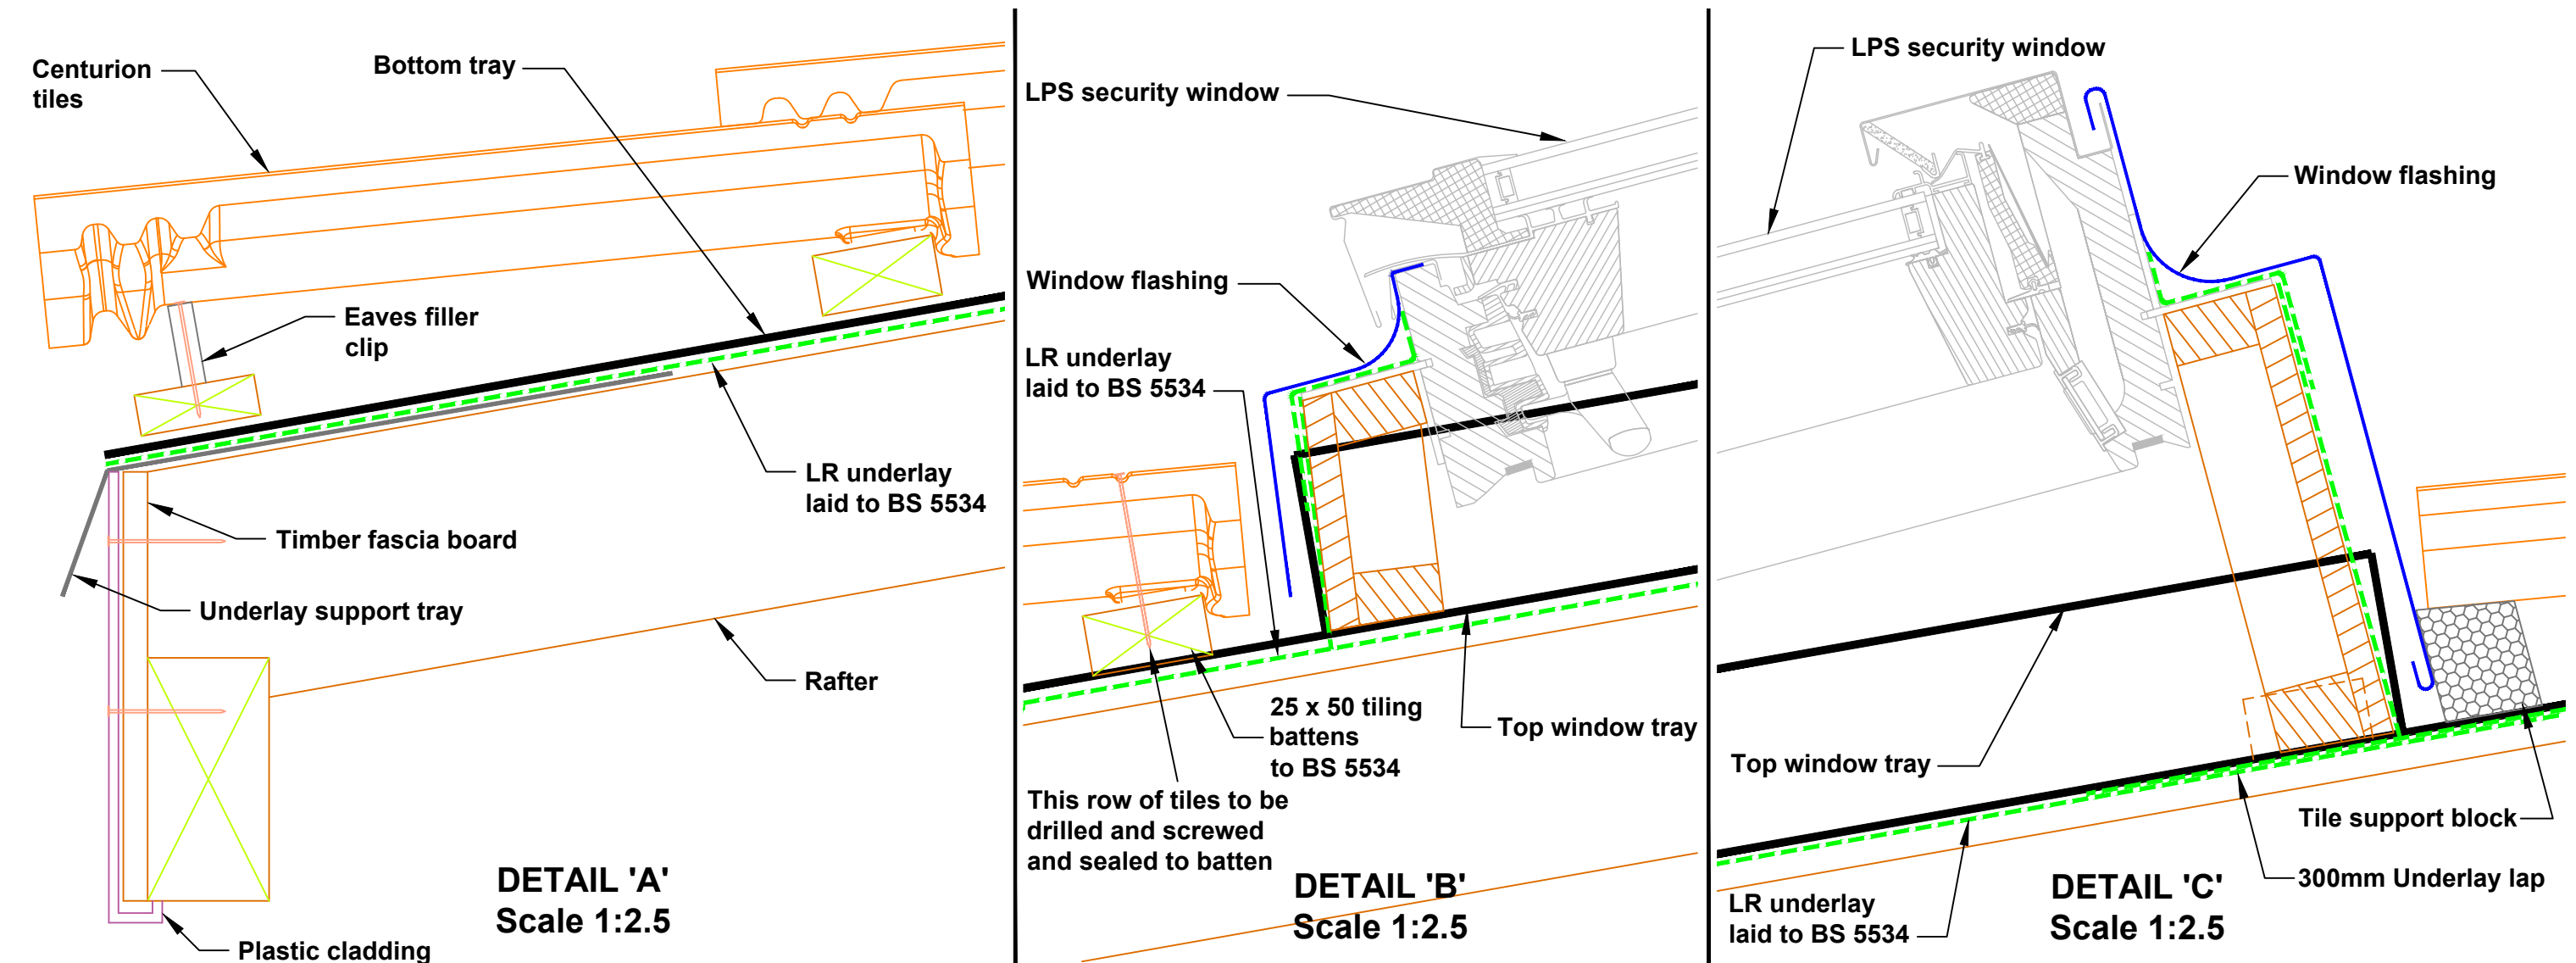 Centurion
tiles
Bottom tray
Eaves filler
clip
LR underlay
laid to BS 5534
Timber fascia board
Underlay support tray
Rafter
Plastic cladding
DETAIL 'A'
Scale 1:2.5
LPS security window
Window flashing
LR underlay
laid to BS 5534
25 x 50 tiling
battens
to BS 5534
Top window tray
This row of tiles to be
drilled and screwed
and sealed to batten
DETAIL 'B'
Scale 1:2.5
LPS security window
Window flashing
Top window tray
Tile support block
300mm Underlay lap
LR underlay
laid to BS 5534
DETAIL 'C'
Scale 1:2.5